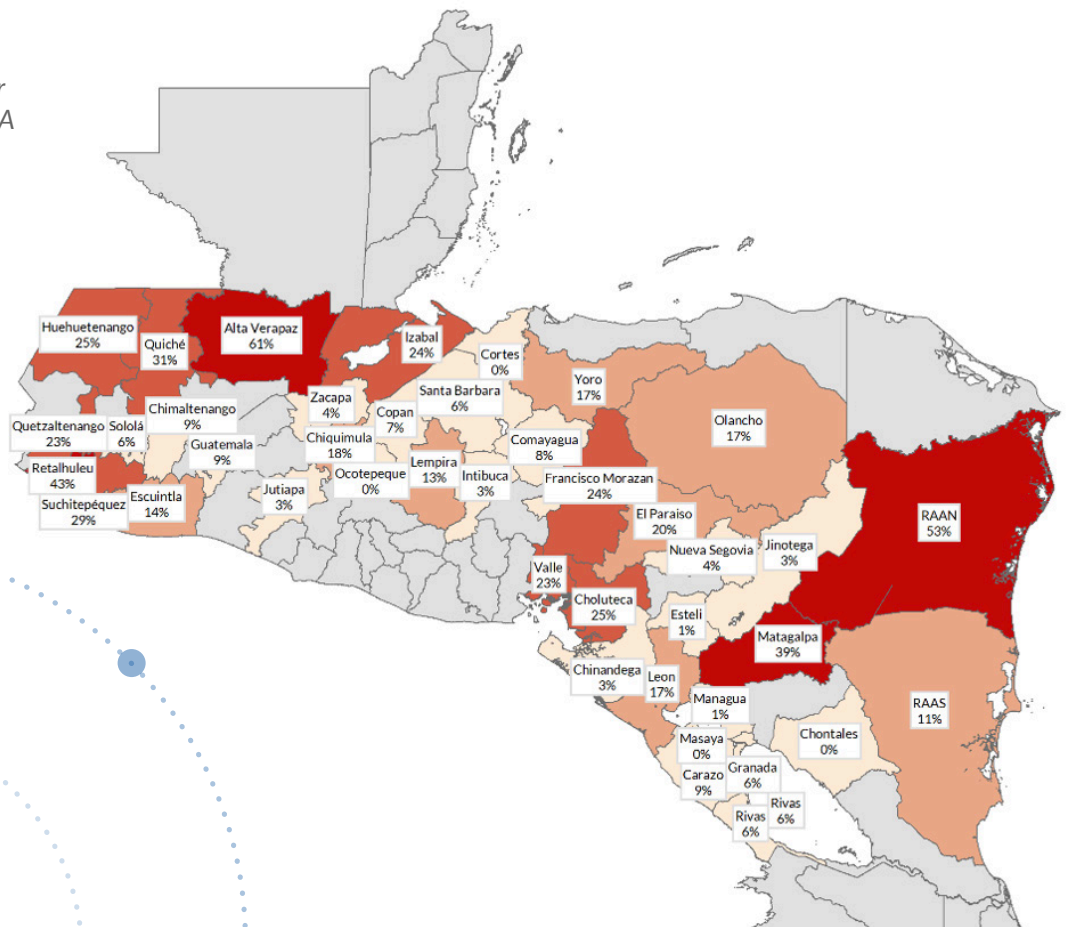 r
A
Huehuetenango
25%
Quiché
31%
Alta Verapaz
61%
Izabal
24%
Cortes
0%
Zacapa
4%
Santa Barbara
6%
Yoro
17%
Chimaltenango
9%
Copan
7%
Olancho
17%
Quetzaltenango
23%
Sololá
6%
Chiquimula
18%
Comayagua
8%
Guatemala
9%
Lempira
13%
Retalhuleu
43%
Ocotepeque
0%
Intibuca
3%
Francisco Morazan
24%
Jutiapa
3%
Escuintla
14%
Suchitepéquez
29%
El Paraiso
20%
RAAN
53%
Nueva Segovia
4%
Jinotega
3%
Valle
23%
Choluteca
25%
Esteli
1%
Matagalpa
39%
Chinandega
3%
Leon
17%
Managua
1%
RAAS
11%
Masaya
0%
Chontales
0%
Carazo
9%
Granada
6%
Rivas
6%
Rivas
6%